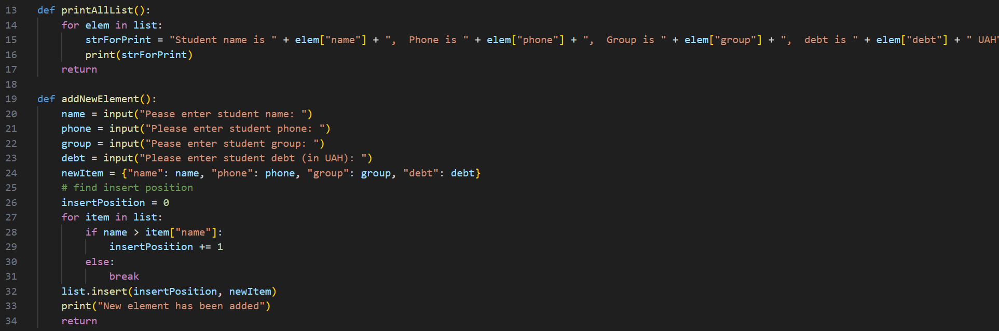 13 def printAllList():
14     for elem in list:
15         strForPrint = "Student name is " + elem["name"] + ",  Phone is " + elem["phone"] + ",  Group is " + elem["group"] + ",  debt is " + elem["debt"] + " UAH"
16         print(strForPrint)
17     return
18
19 def addNewElement():
20     name = input("Pease enter student name: ")
21     phone = input("Please enter student phone: ")
22     group = input("Pease enter student group: ")
23     debt = input("Please enter student debt (in UAH): ")
24     newItem = {"name": name, "phone": phone, "group": group, "debt": debt}
25     # find insert position
26     insertPosition = 0
27     for item in list:
28         if name > item["name"]:
29             insertPosition += 1
30         else:
31             break
32     list.insert(insertPosition, newItem)
33     print("New element has been added")
34     return